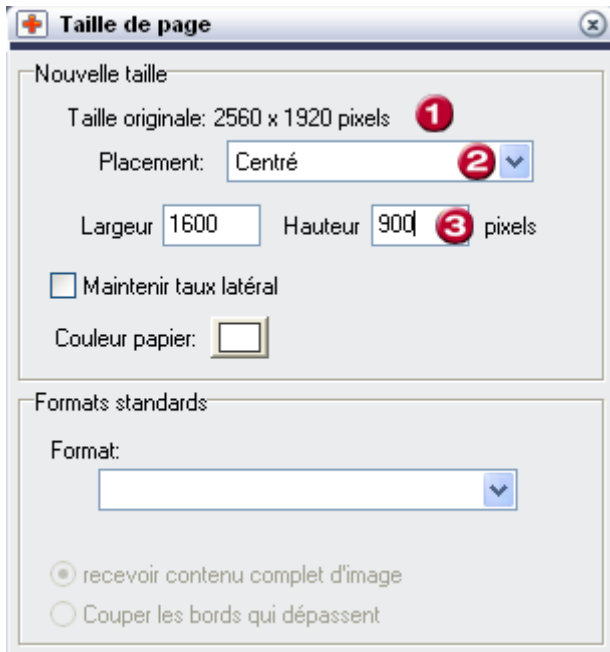 Taille de page
Nouvelle taille
Taille originale: 2560 x 1920 pixels 1
Placement: Centré 2
Largeur 1600 Hauteur 900 3 pixels
Maintenir taux latéral
Couleur papier:
Formats standards
Format:
recevoir contenu complet d'image
Couper les bords qui dépassent